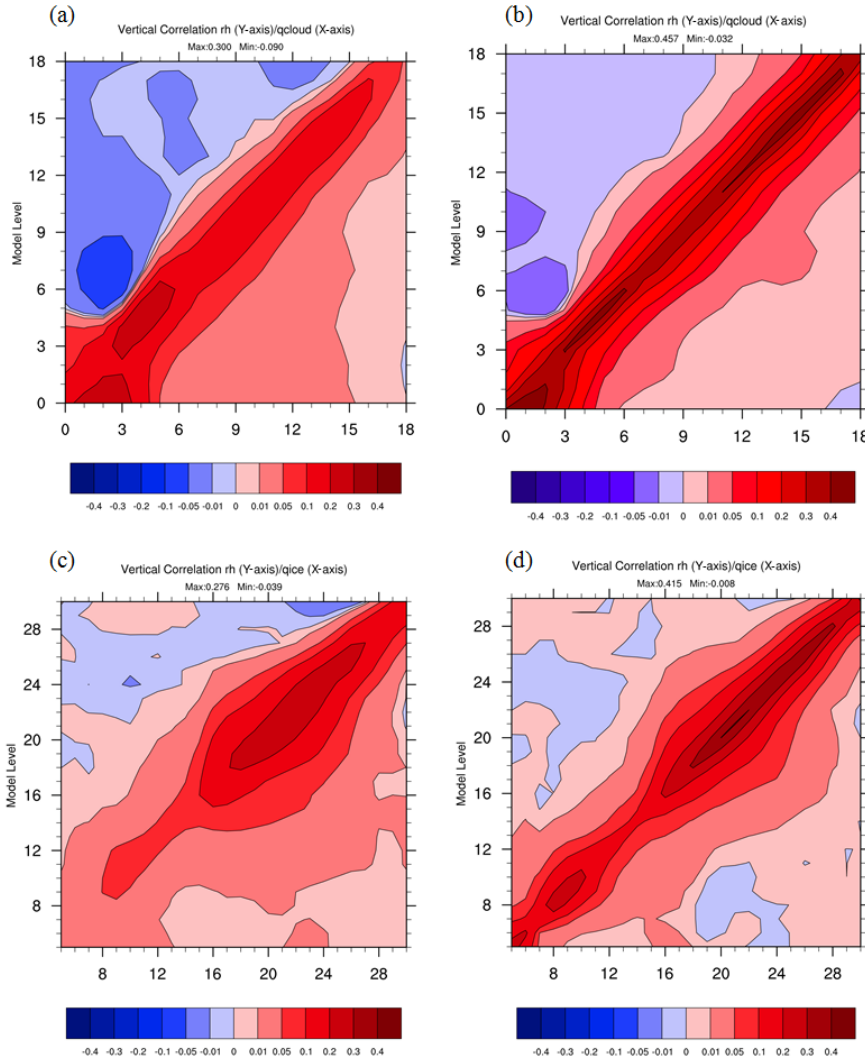 (a)
Vertical Correlation rh (Y-axis)/qcloud (X-axis)
Max:0.300 Min:-0.090
18
15
12
9
6
3
0
Model Level
0 3 6 9 12 15 18
-0.4 -0.3 -0.2 -0.1 -0.05 -0.01 0 0.01 0.05 0.1 0.2 0.3 0.4
(b)
Vertical Correlation rh (Y-axis)/qcloud (X-axis)
Max:0.457 Min:-0.032
18
15
12
9
6
3
0
Model Level
0 3 6 9 12 15 18
-0.4 -0.3 -0.2 -0.1 -0.05 -0.01 0 0.01 0.05 0.1 0.2 0.3 0.4
(c)
Vertical Correlation rh (Y-axis)/qice (X-axis)
Max:0.276 Min:-0.039
28
24
20
16
12
8
Model Level
8 12 16 20 24 28
-0.4 -0.3 -0.2 -0.1 -0.05 -0.01 0 0.01 0.05 0.1 0.2 0.3 0.4
(d)
Vertical Correlation rh (Y-axis)/qice (X-axis)
Max:0.415 Min:-0.008
28
24
20
16
12
8
Model Level
8 12 16 20 24 28
-0.4 -0.3 -0.2 -0.1 -0.05 -0.01 0 0.01 0.05 0.1 0.2 0.3 0.4